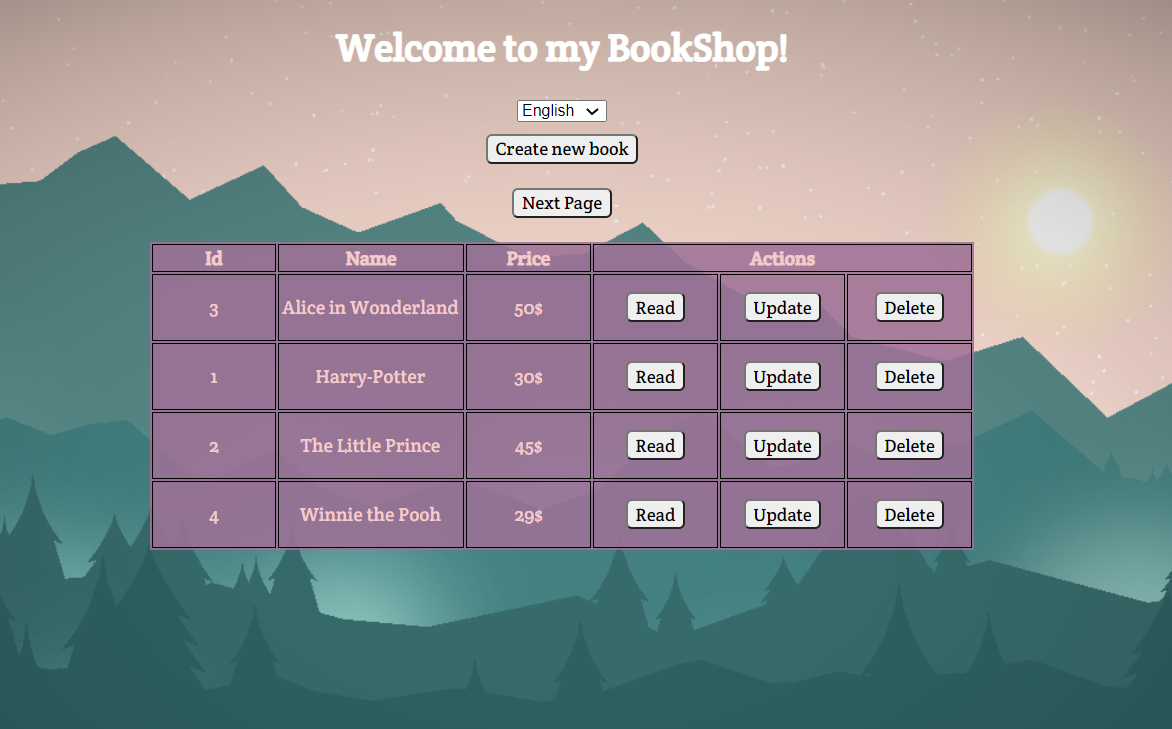 Welcome to my BookShop!
English
Create new book
Next Page
Id Name Price Actions
3 Alice in Wonderland 50$ Read Update Delete
1 Harry-Potter 30$ Read Update Delete
2 The Little Prince 45$ Read Update Delete
4 Winnie the Pooh 29$ Read Update Delete